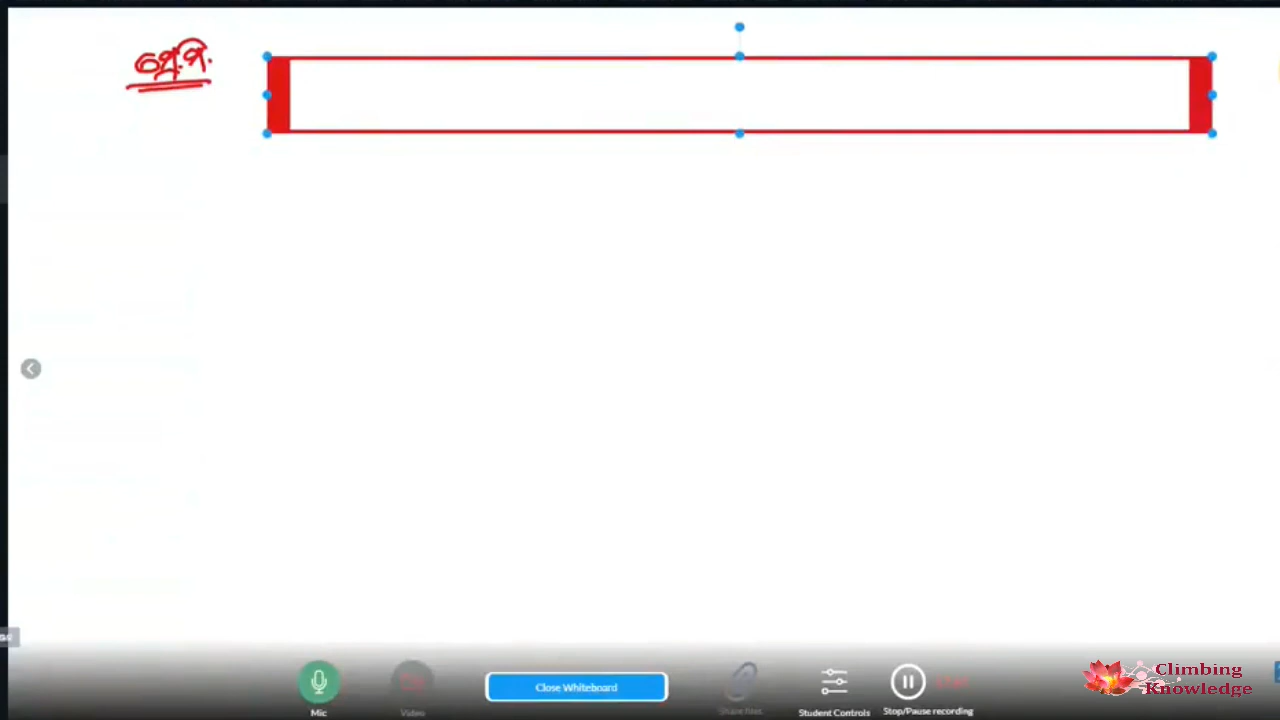 ପ୍ରେ.ମି.
Mic
Video
Close Whiteboard
Share files
Student Controls
Stop/Pause recording
Climbing
Knowledge